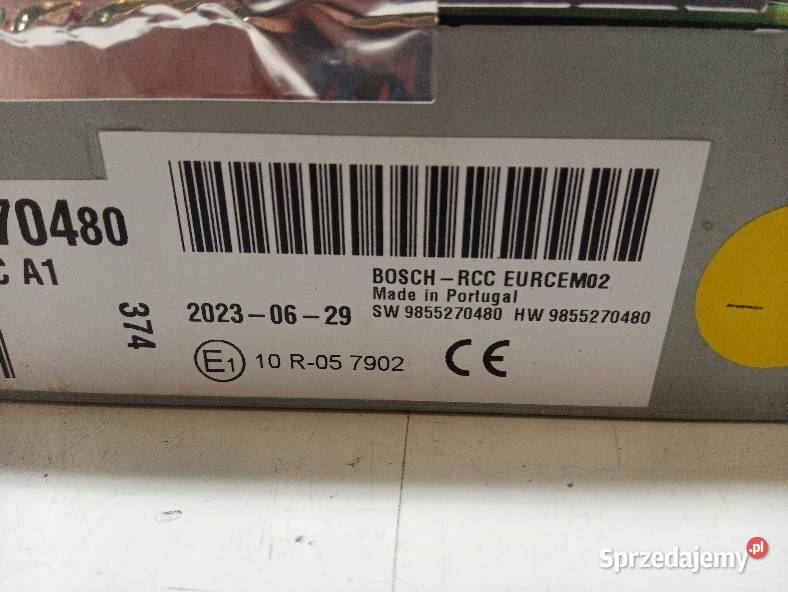 70480
C A1
374
BOSCH-RCC EURCEM02
Made in Portugal
2023-06-29
SW 9855270480 HW 9855270480
E1 10 R-05 7902 CE
Sprzedajemy.pl